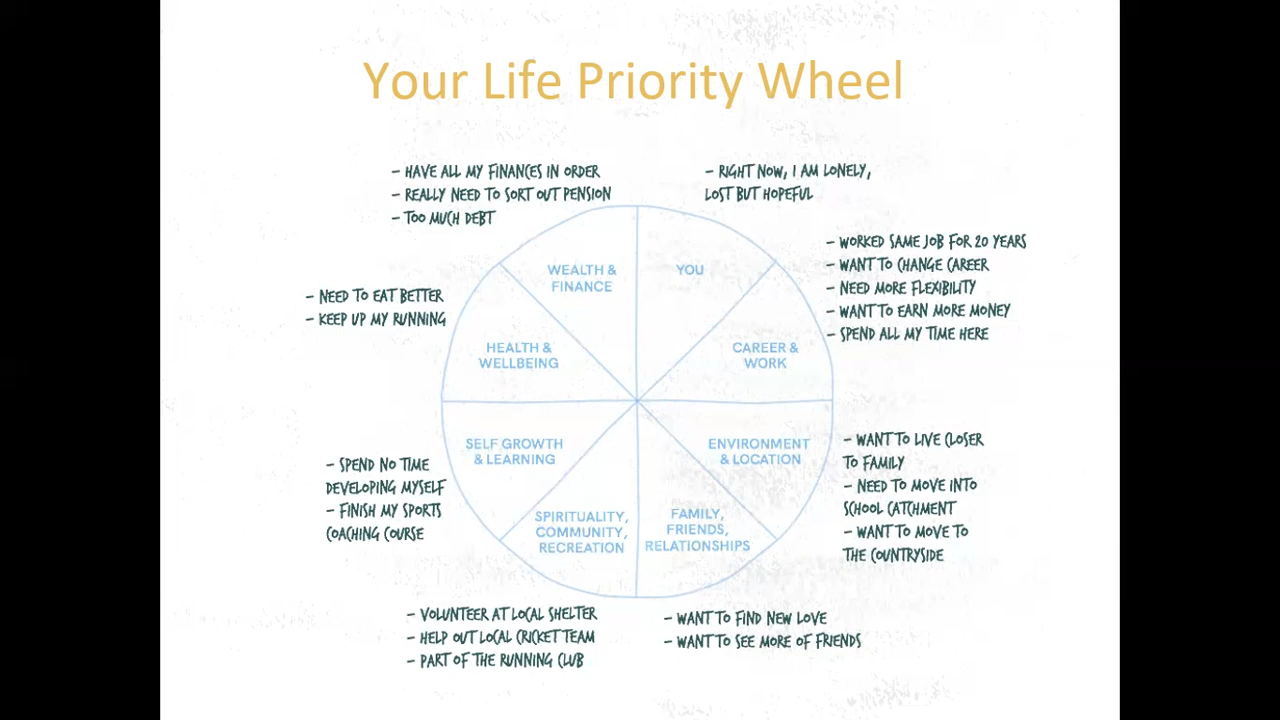 Your Life Priority Wheel
- HAVE ALL MY FINANCES IN ORDER
- REALLY NEED TO SORT OUT PENSION
- TOO MUCH DEBT
- RIGHT NOW, I AM LONELY,
LOST BUT HOPEFUL
- WORKED SAME JOB FOR 20 YEARS
- WANT TO CHANGE CAREER
- NEED MORE FLEXIBILITY
- WANT TO EARN MORE MONEY
- SPEND ALL MY TIME HERE
WEALTH &
FINANCE
YOU
- NEED TO EAT BETTER
- KEEP UP MY RUNNING
HEALTH &
WELLBEING
CAREER &
WORK
SELF GROWTH
& LEARNING
ENVIRONMENT
& LOCATION
- WANT TO LIVE CLOSER
TO FAMILY
- NEED TO MOVE INTO
SCHOOL CATCHMENT
- WANT TO MOVE TO
THE COUNTRYSIDE
- SPEND NO TIME
DEVELOPING MYSELF
- FINISH MY SPORTS
COACHING COURSE
SPIRITUALITY,
COMMUNITY,
RECREATION
FAMILY,
FRIENDS,
RELATIONSHIPS
- VOLUNTEER AT LOCAL SHELTER
- HELP OUT LOCAL CRICKET TEAM
- PART OF THE RUNNING CLUB
- WANT TO FIND NEW LOVE
- WANT TO SEE MORE OF FRIENDS